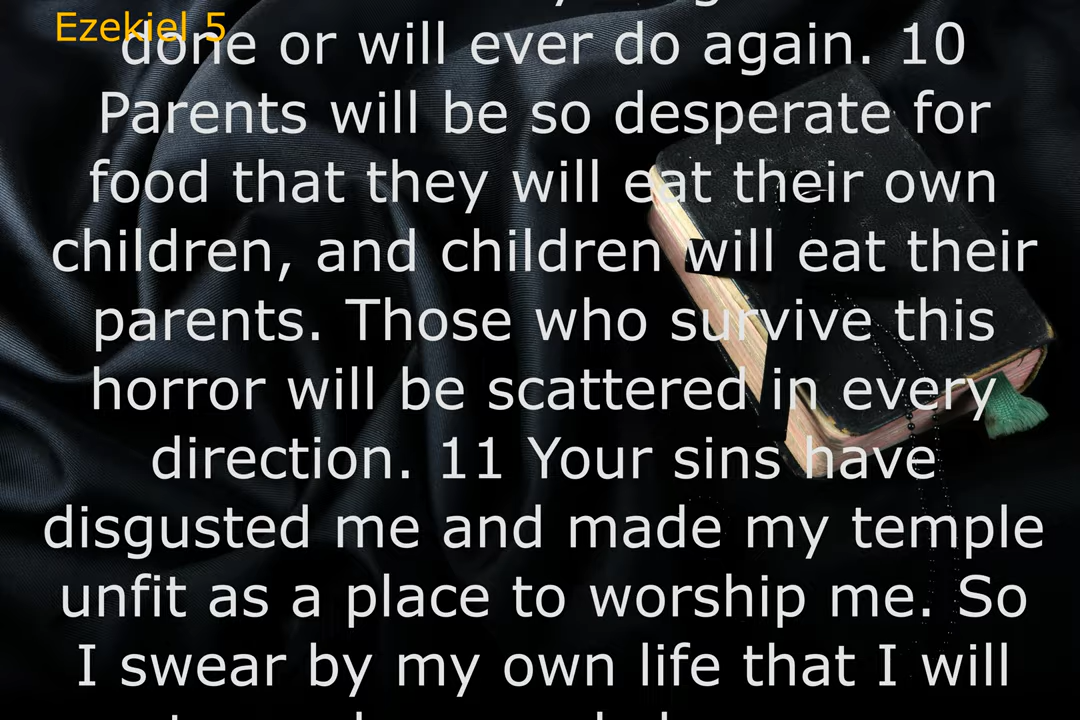 Ezekiel 5
done or will ever do again. 10
Parents will be so desperate for
food that they will eat their own
children, and children will eat their
parents. Those who survive this
horror will be scattered in every
direction. 11 Your sins have
disgusted me and made my temple
unfit as a place to worship me. So
I swear by my own life that I will